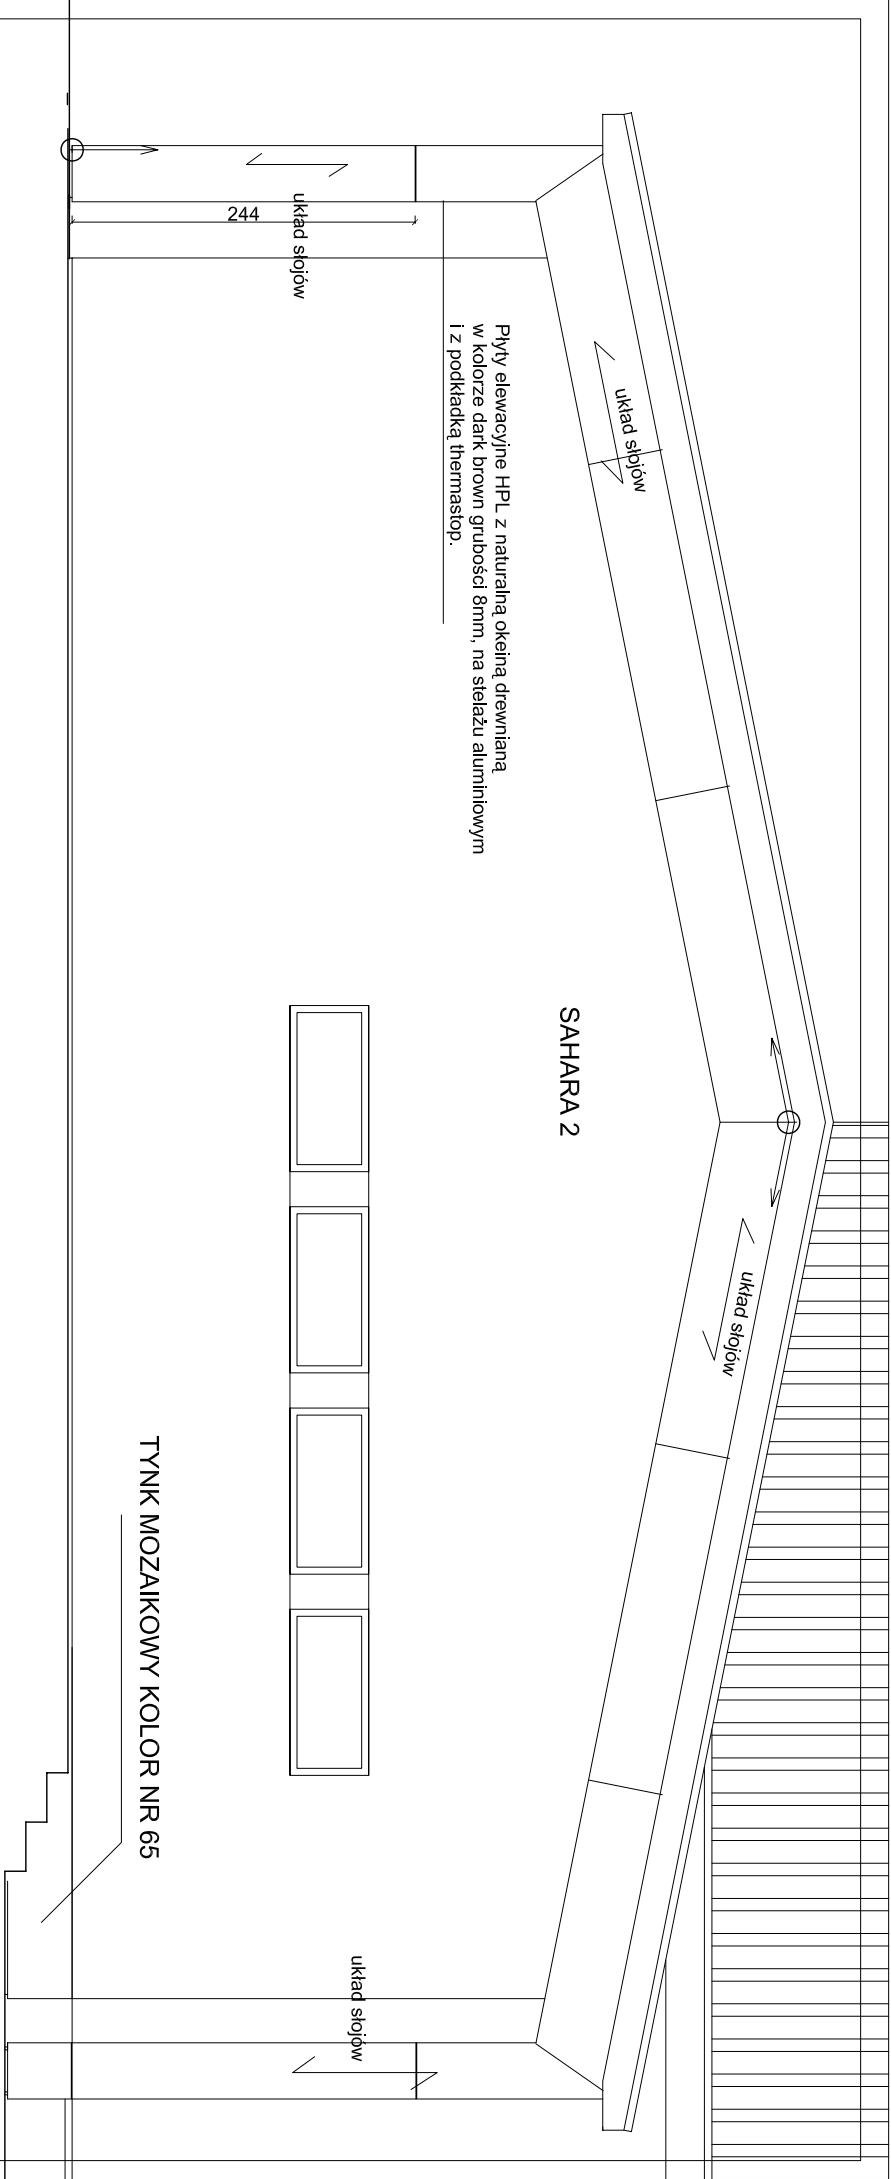 układ słojów
244
układ słojów
Płyty elewacyjne HPL z naturalną okeiną drewnianą
w kolorze dark brown grubości 8mm, na stelażu aluminiowym
i z podkładką thermastop.
SAHARA 2
układ słojów
TYNK MOZAIKOWY KOLOR NR 65
układ słojów